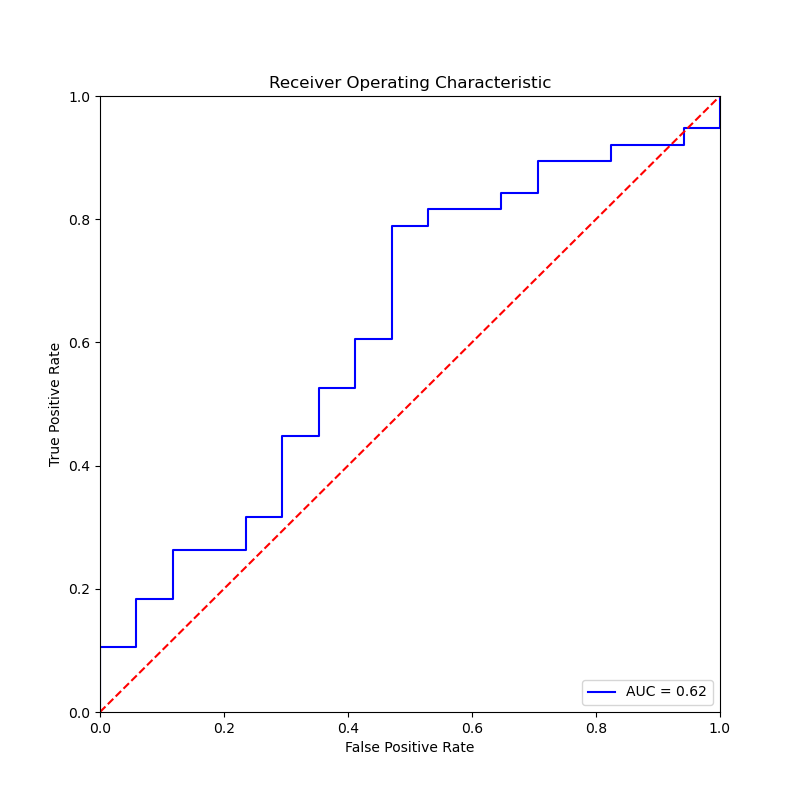 Receiver Operating Characteristic
1.0
0.8
0.6
0.4
0.2
0.0
True Positive Rate
AUC = 0.62
0.0 0.2 0.4 0.6 0.8 1.0
False Positive Rate